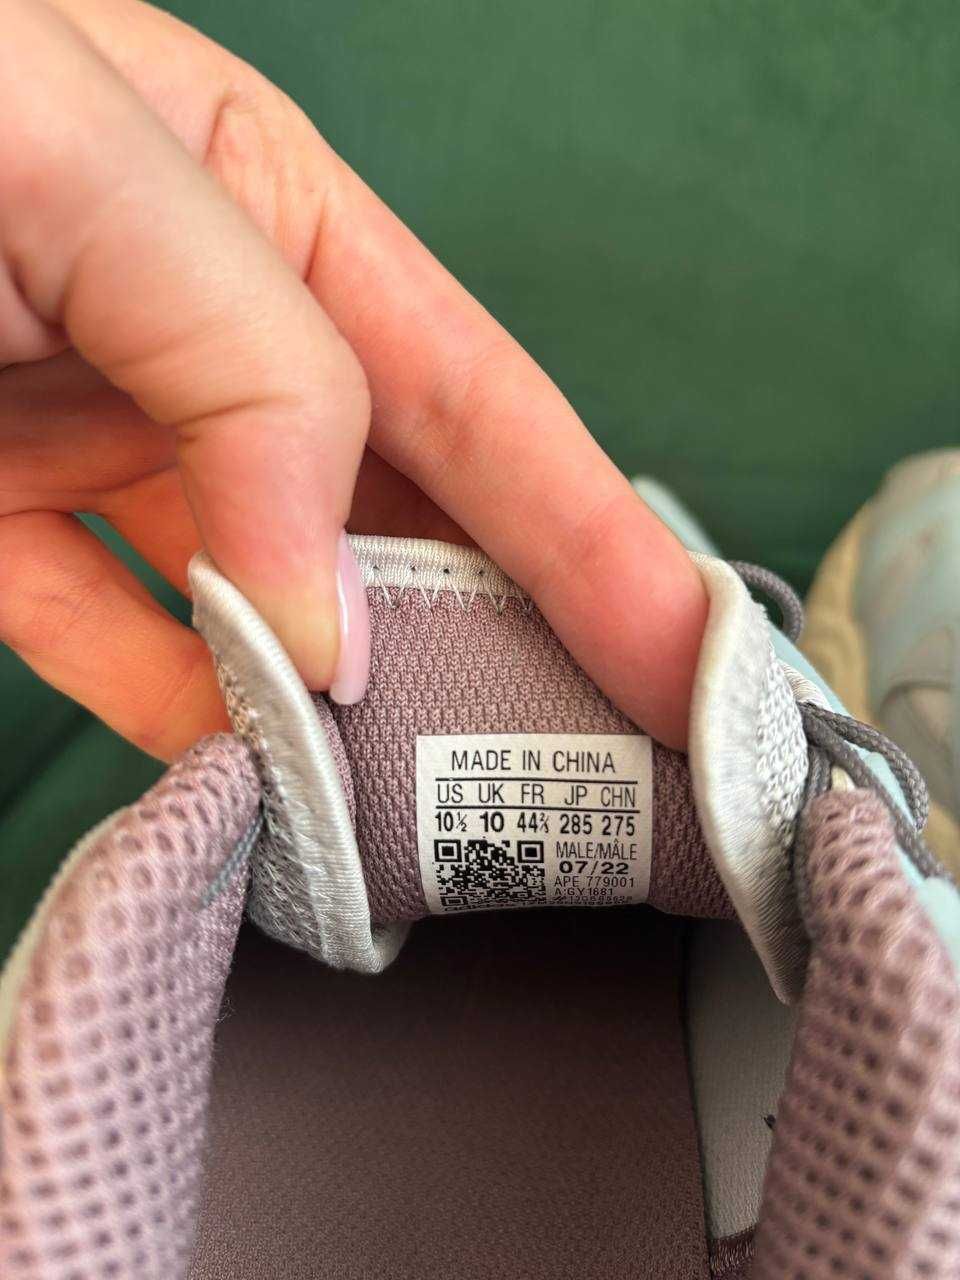 MADE IN CHINA
US UK FR JP CHN
10½ 10 44⅔ 285 275
MALE/MÂLE
07/22
APE 779001
A:GY1681